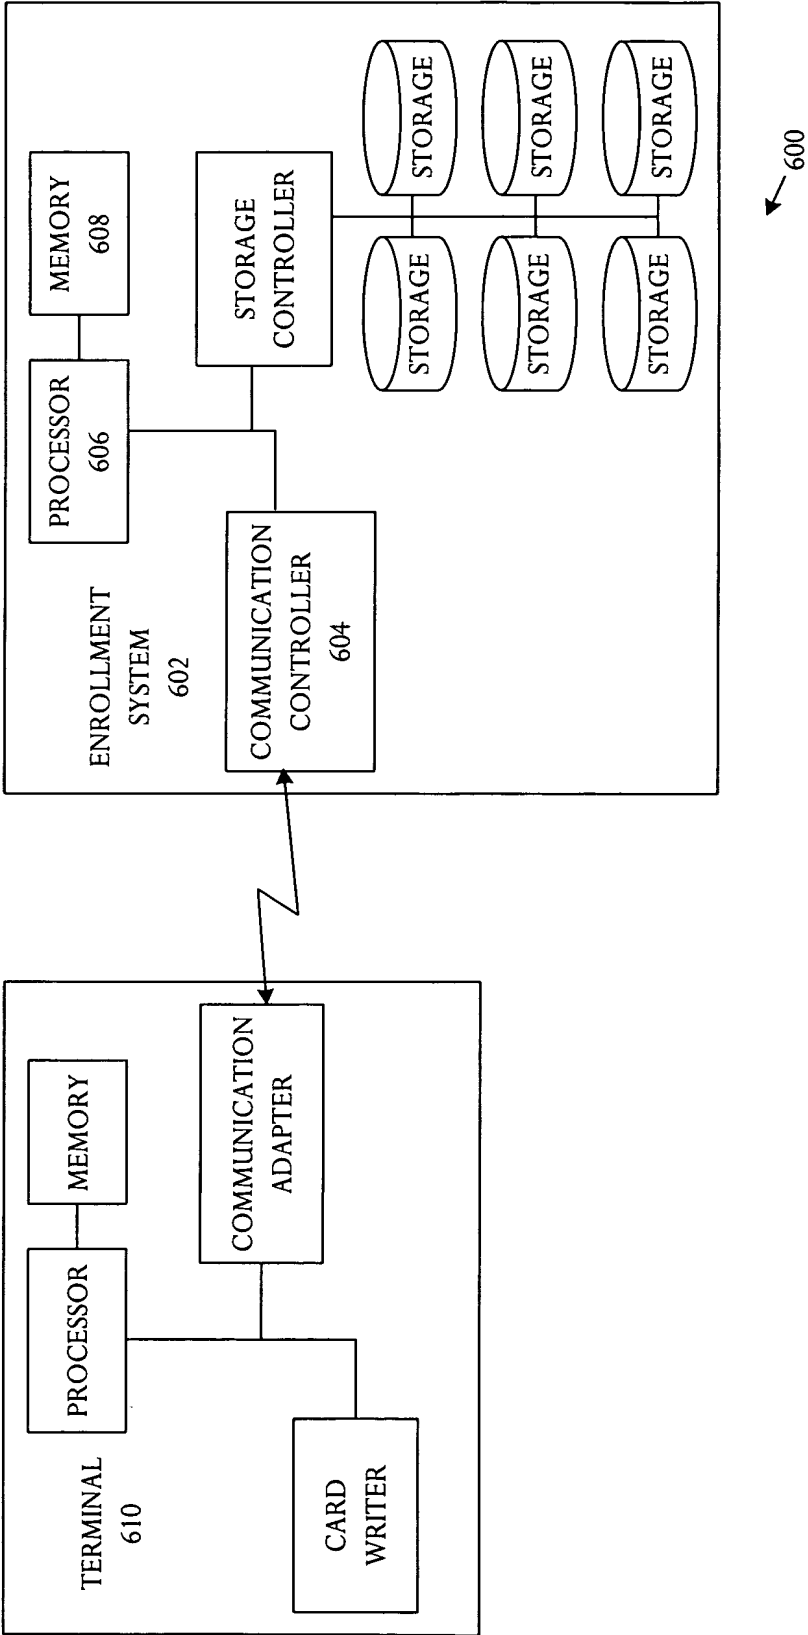 TERMINAL
610
PROCESSOR
MEMORY
COMMUNICATION
ADAPTER
CARD
WRITER
ENROLLMENT
SYSTEM
602
PROCESSOR
606
MEMORY
608
COMMUNICATION
CONTROLLER
604
STORAGE
CONTROLLER
STORAGE
STORAGE
STORAGE
STORAGE
STORAGE
STORAGE
600